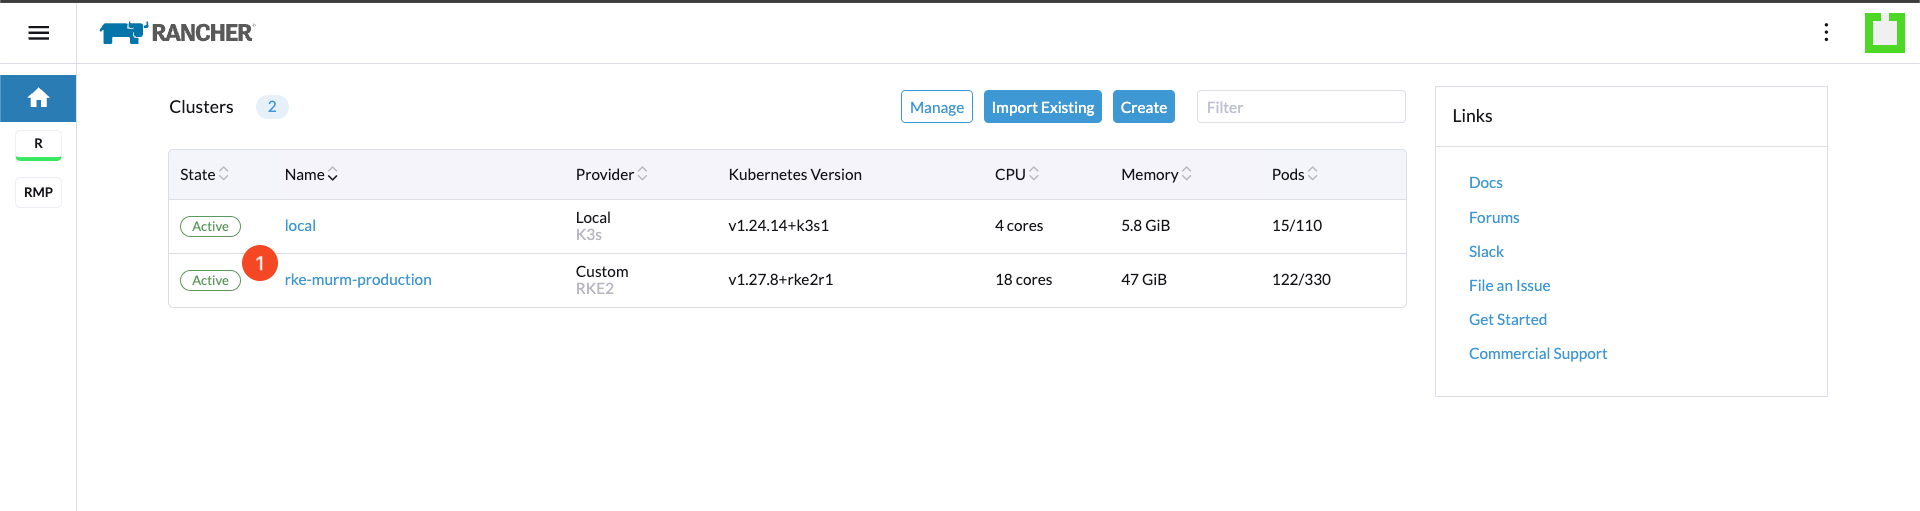 RANCHER
R
RMP
Clusters 2 Manage Import Existing Create Filter
State Name Provider Kubernetes Version CPU Memory Pods
Active local Local K3s v1.24.14+k3s1 4 cores 5.8 GiB 15/110
1
Active rke-murm-production Custom RKE2 v1.27.8+rke2r1 18 cores 47 GiB 122/330
Links
Docs
Forums
Slack
File an Issue
Get Started
Commercial Support